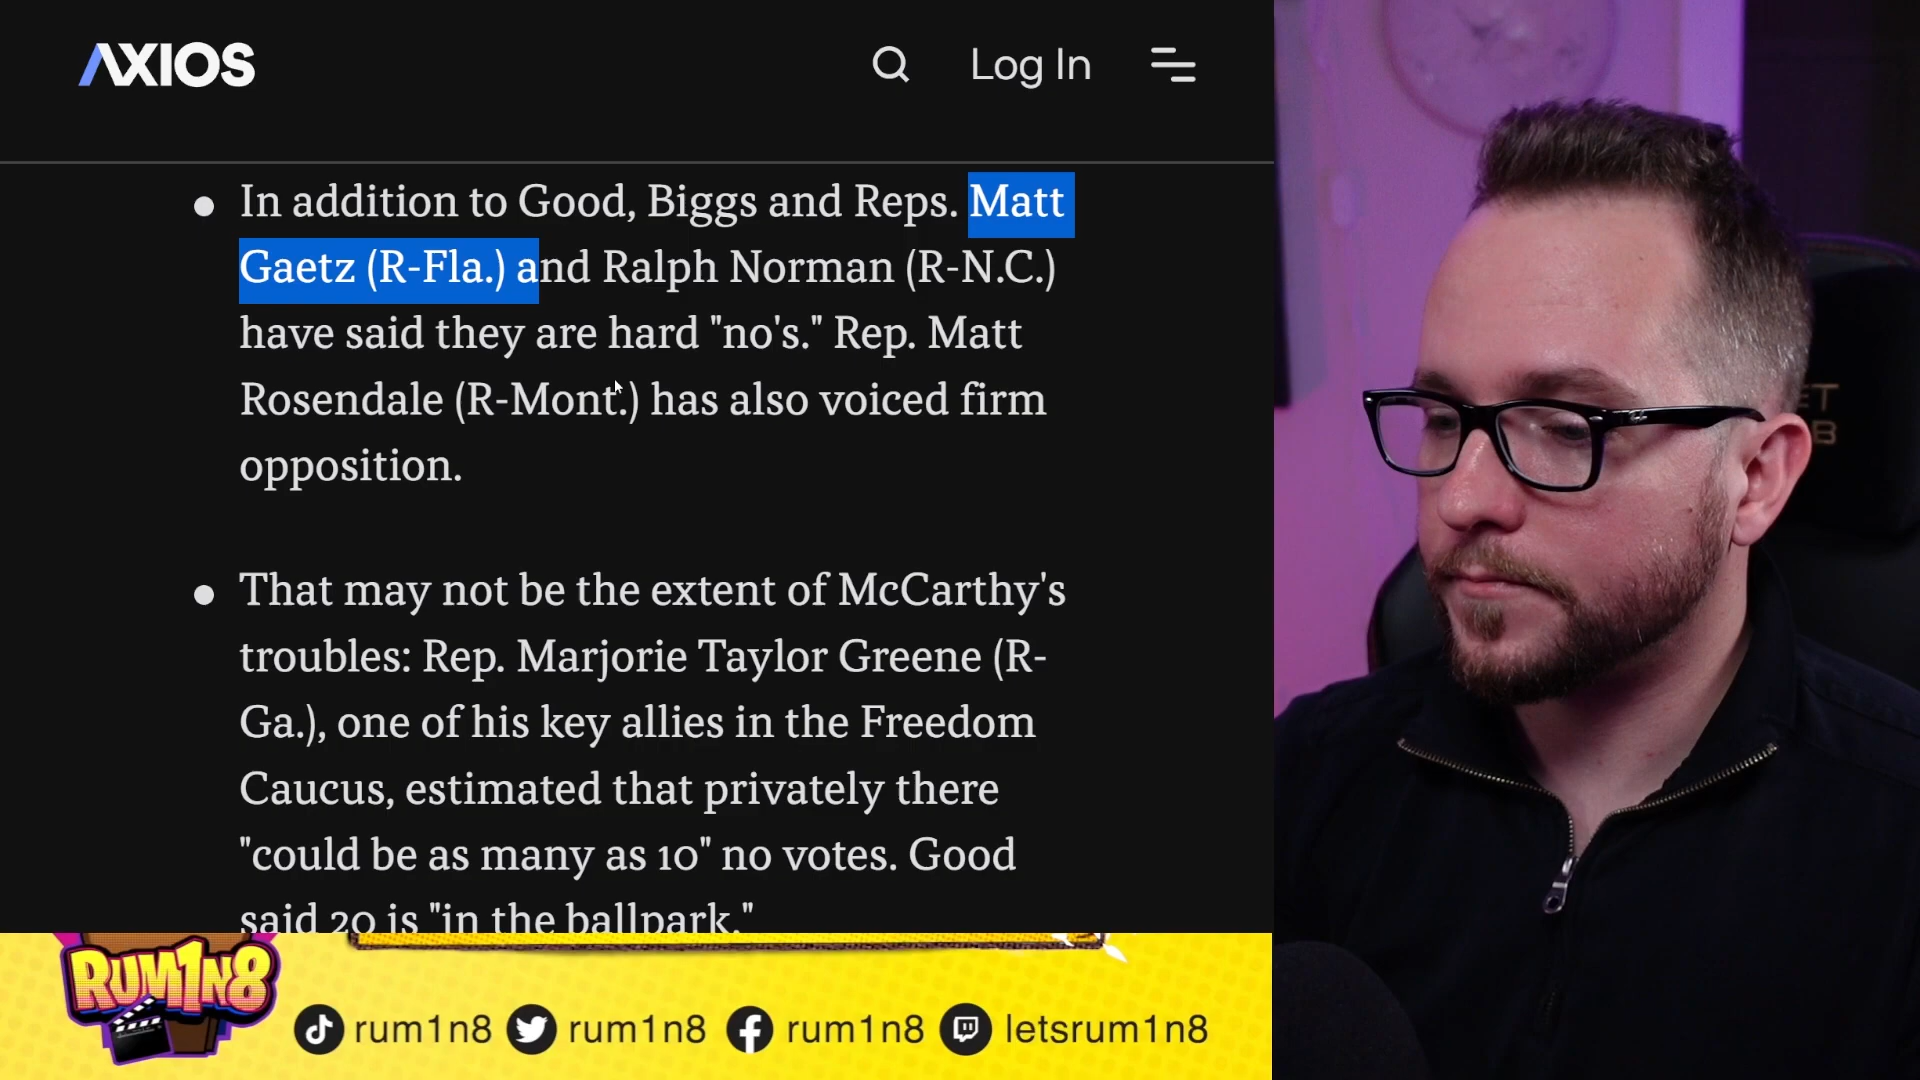 AXIOS
Log In
In addition to Good, Biggs and Reps. Matt
Gaetz (R-Fla.) and Ralph Norman (R-N.C.)
have said they are hard "no's." Rep. Matt
Rosendale (R-Mont.) has also voiced firm
opposition.
That may not be the extent of McCarthy's
troubles: Rep. Marjorie Taylor Greene (R-
Ga.), one of his key allies in the Freedom
Caucus, estimated that privately there
"could be as many as 10" no votes. Good
said 20 is "in the ballpark."
RUM1N8
rum1n8
rum1n8
rum1n8
letsrum1n8